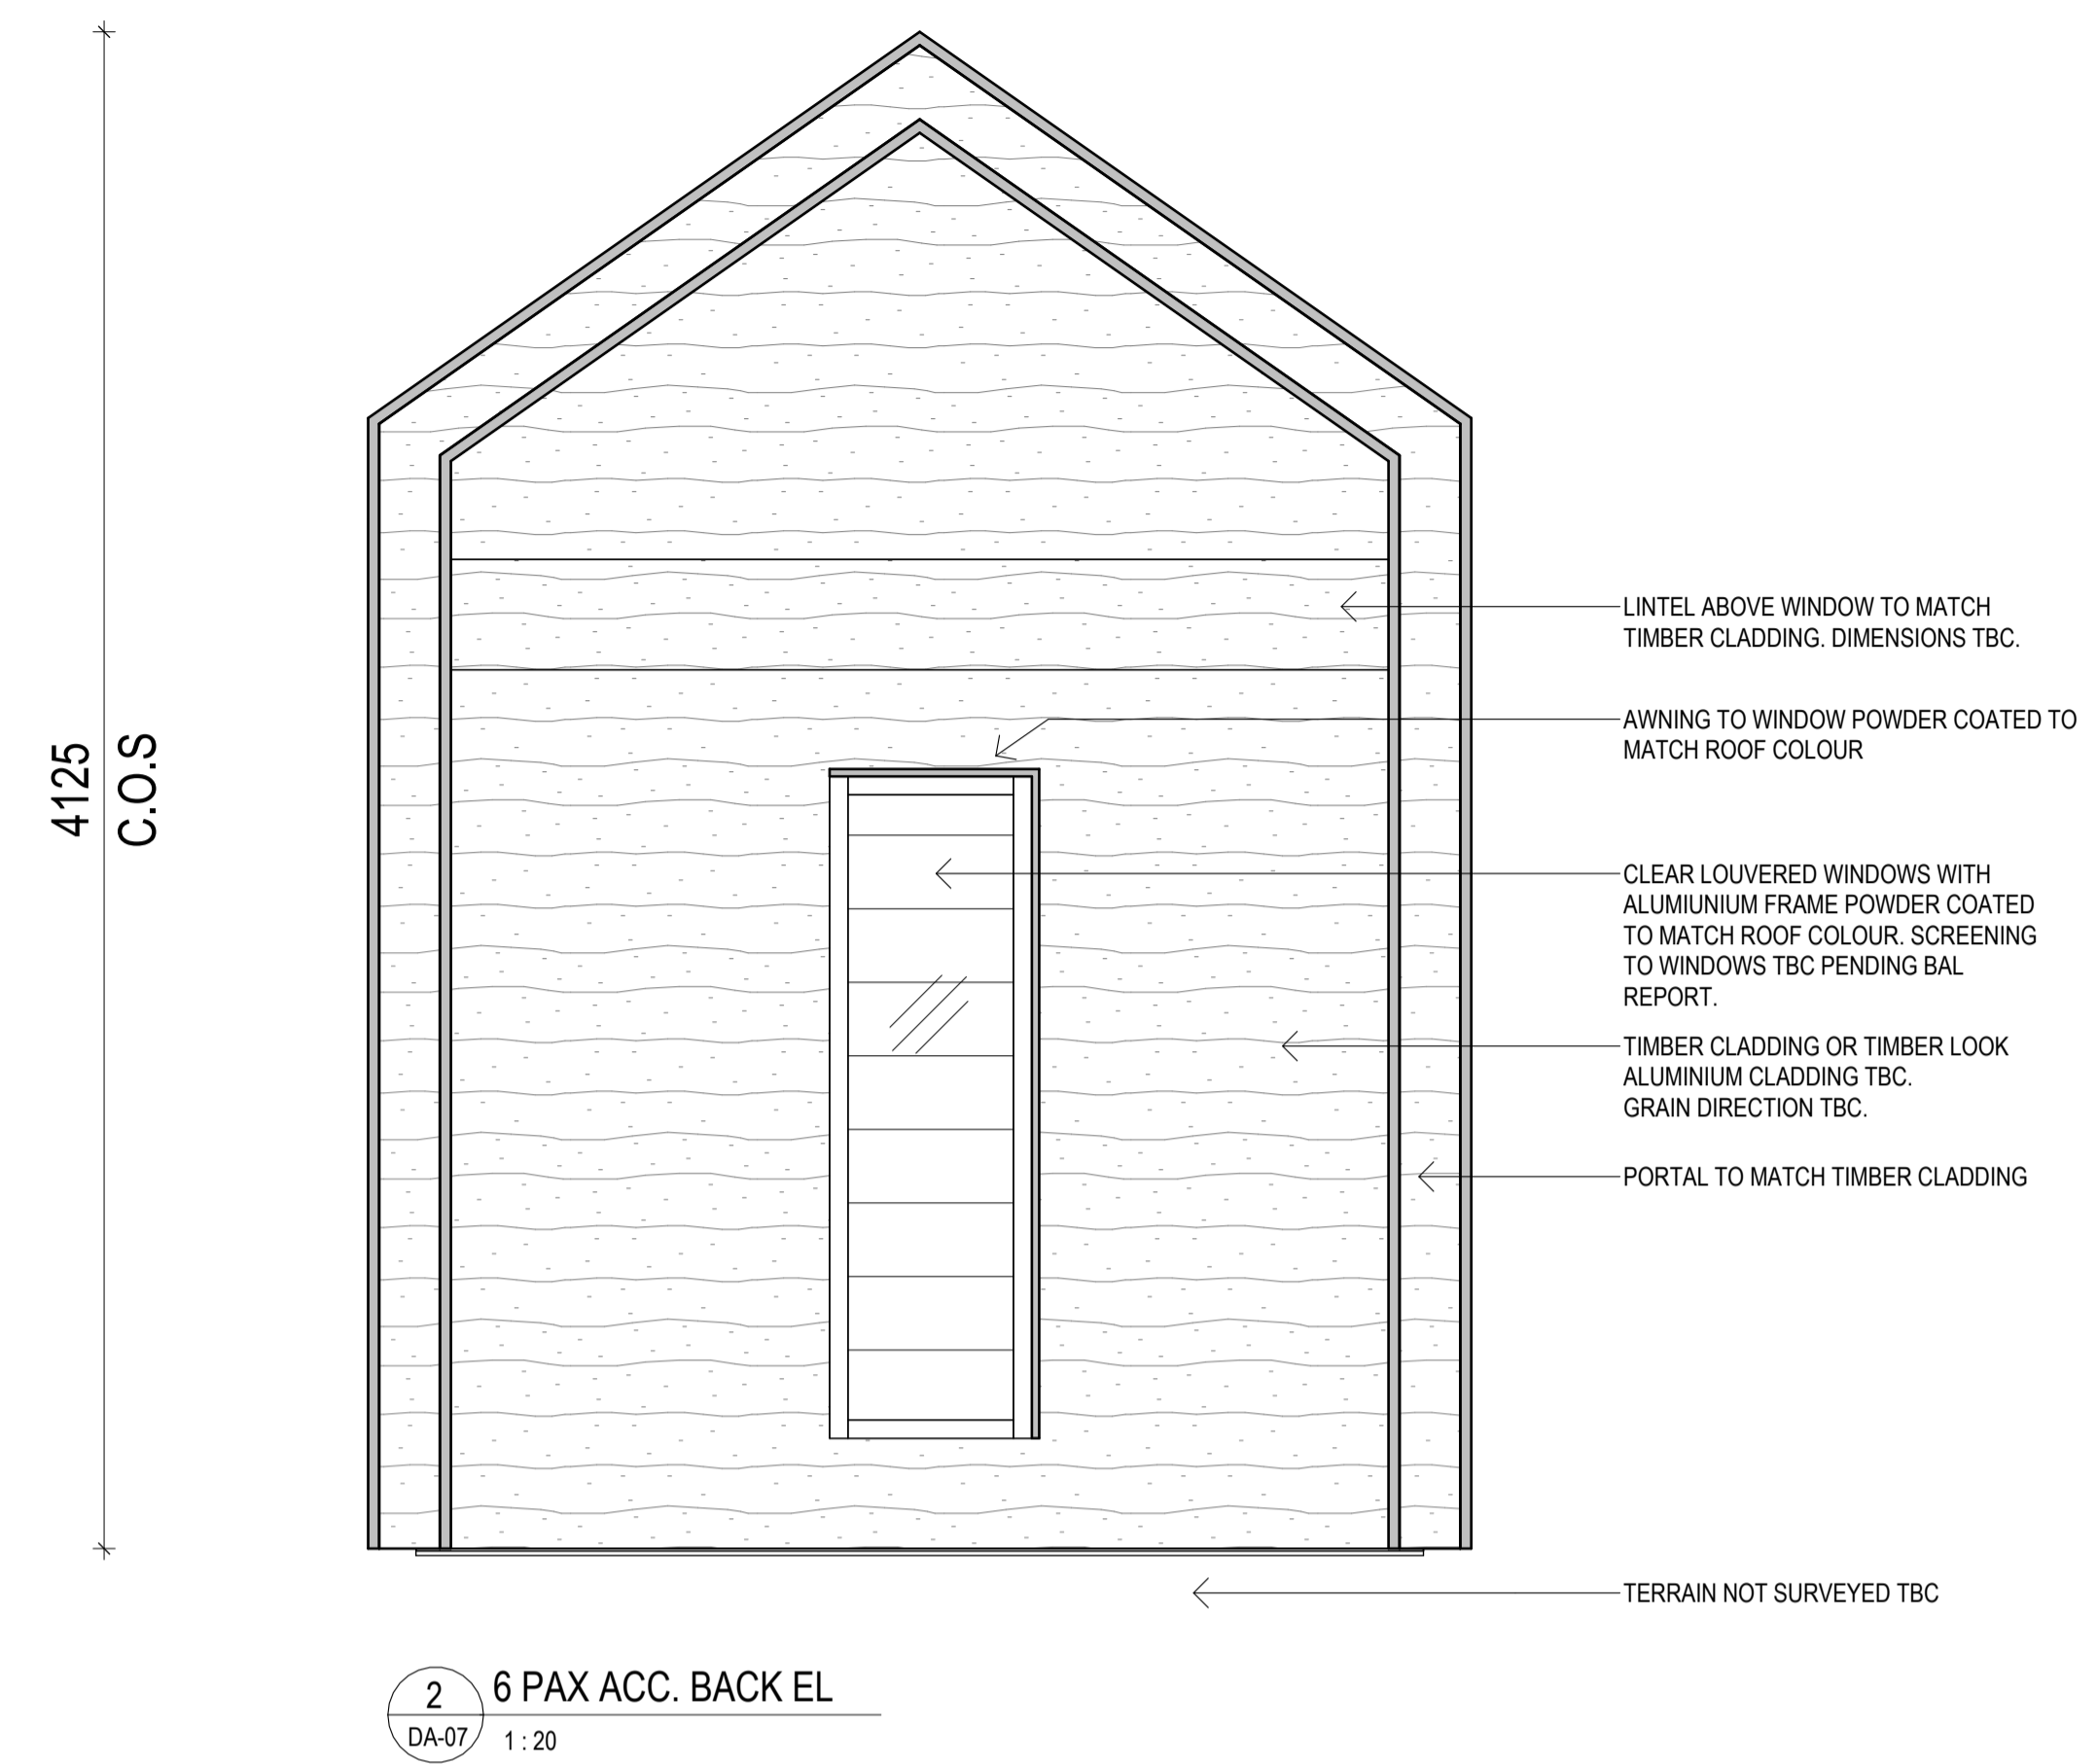 4125
C.O.S
LINTEL ABOVE WINDOW TO MATCH
TIMBER CLADDING. DIMENSIONS TBC.
AWNING TO WINDOW POWDER COATED TO
MATCH ROOF COLOUR
CLEAR LOUVERED WINDOWS WITH
ALUMIUNIUM FRAME POWDER COATED
TO MATCH ROOF COLOUR. SCREENING
TO WINDOWS TBC PENDING BAL
REPORT.
TIMBER CLADDING OR TIMBER LOOK
ALUMINIUM CLADDING TBC.
GRAIN DIRECTION TBC.
PORTAL TO MATCH TIMBER CLADDING
TERRAIN NOT SURVEYED TBC
2
6 PAX ACC. BACK EL
DA-07
1 : 20